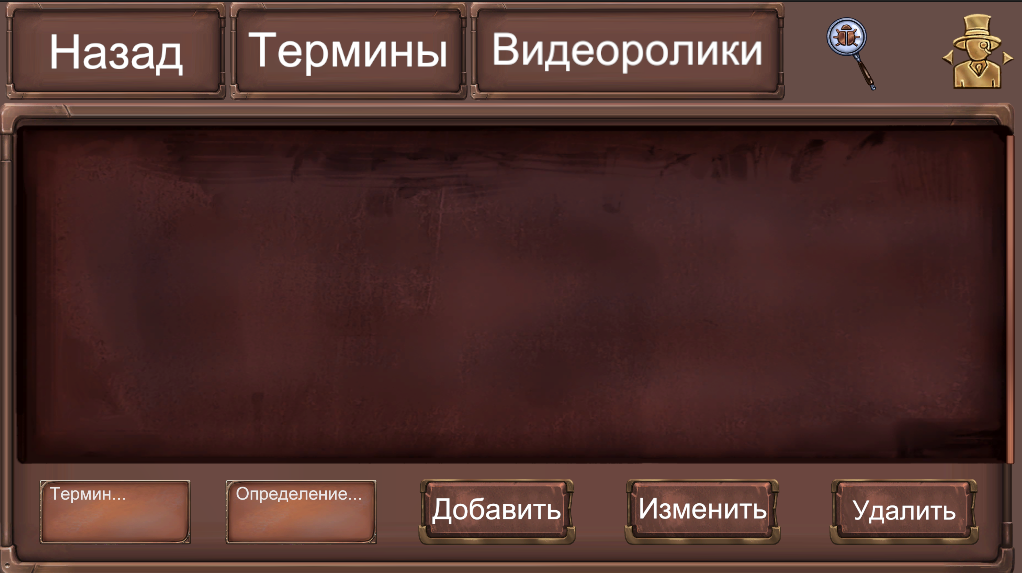 Назад
Термины
Видеоролики
Термин...
Определение...
Добавить
Изменить
Удалить